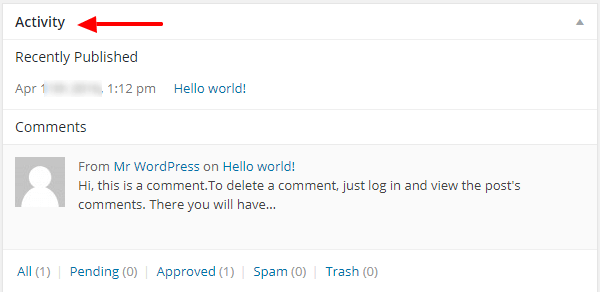 Activity
Recently Published
Apr 1 , 1:12 pm Hello world!
Comments
From Mr WordPress on Hello world!
Hi, this is a comment.To delete a comment, just log in and view the post's
comments. There you will have...
All (1) | Pending (0) | Approved (1) | Spam (0) | Trash (0)